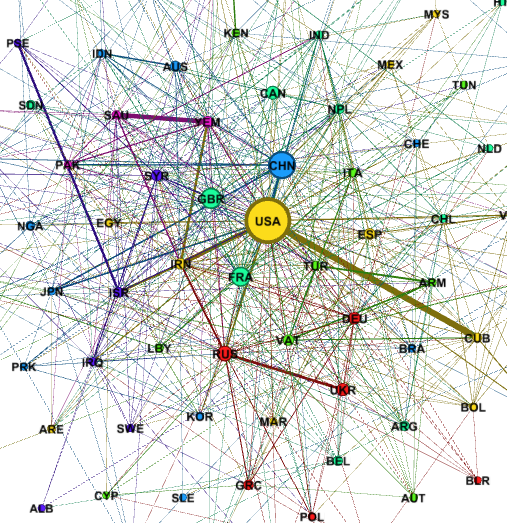 MYS
KEN
IND
PSE
IDN
AUS
MEX
TUN
CAN
SDN
SAU
YEM
NPL
CHE
NLD
PAK
CHN
SYR
ITA
GBR
NGA
EGY
USA
ESP
CHL
IRN
TUR
FRA
JPN
ISR
ARM
DEU
CUB
LBY
RUS
VAT
BRA
PRK
IRQ
UKR
BOL
KOR
MAR
ARG
ARE
SWE
BEL
GRC
BLR
ALB
CYP
SLE
AUT
POL